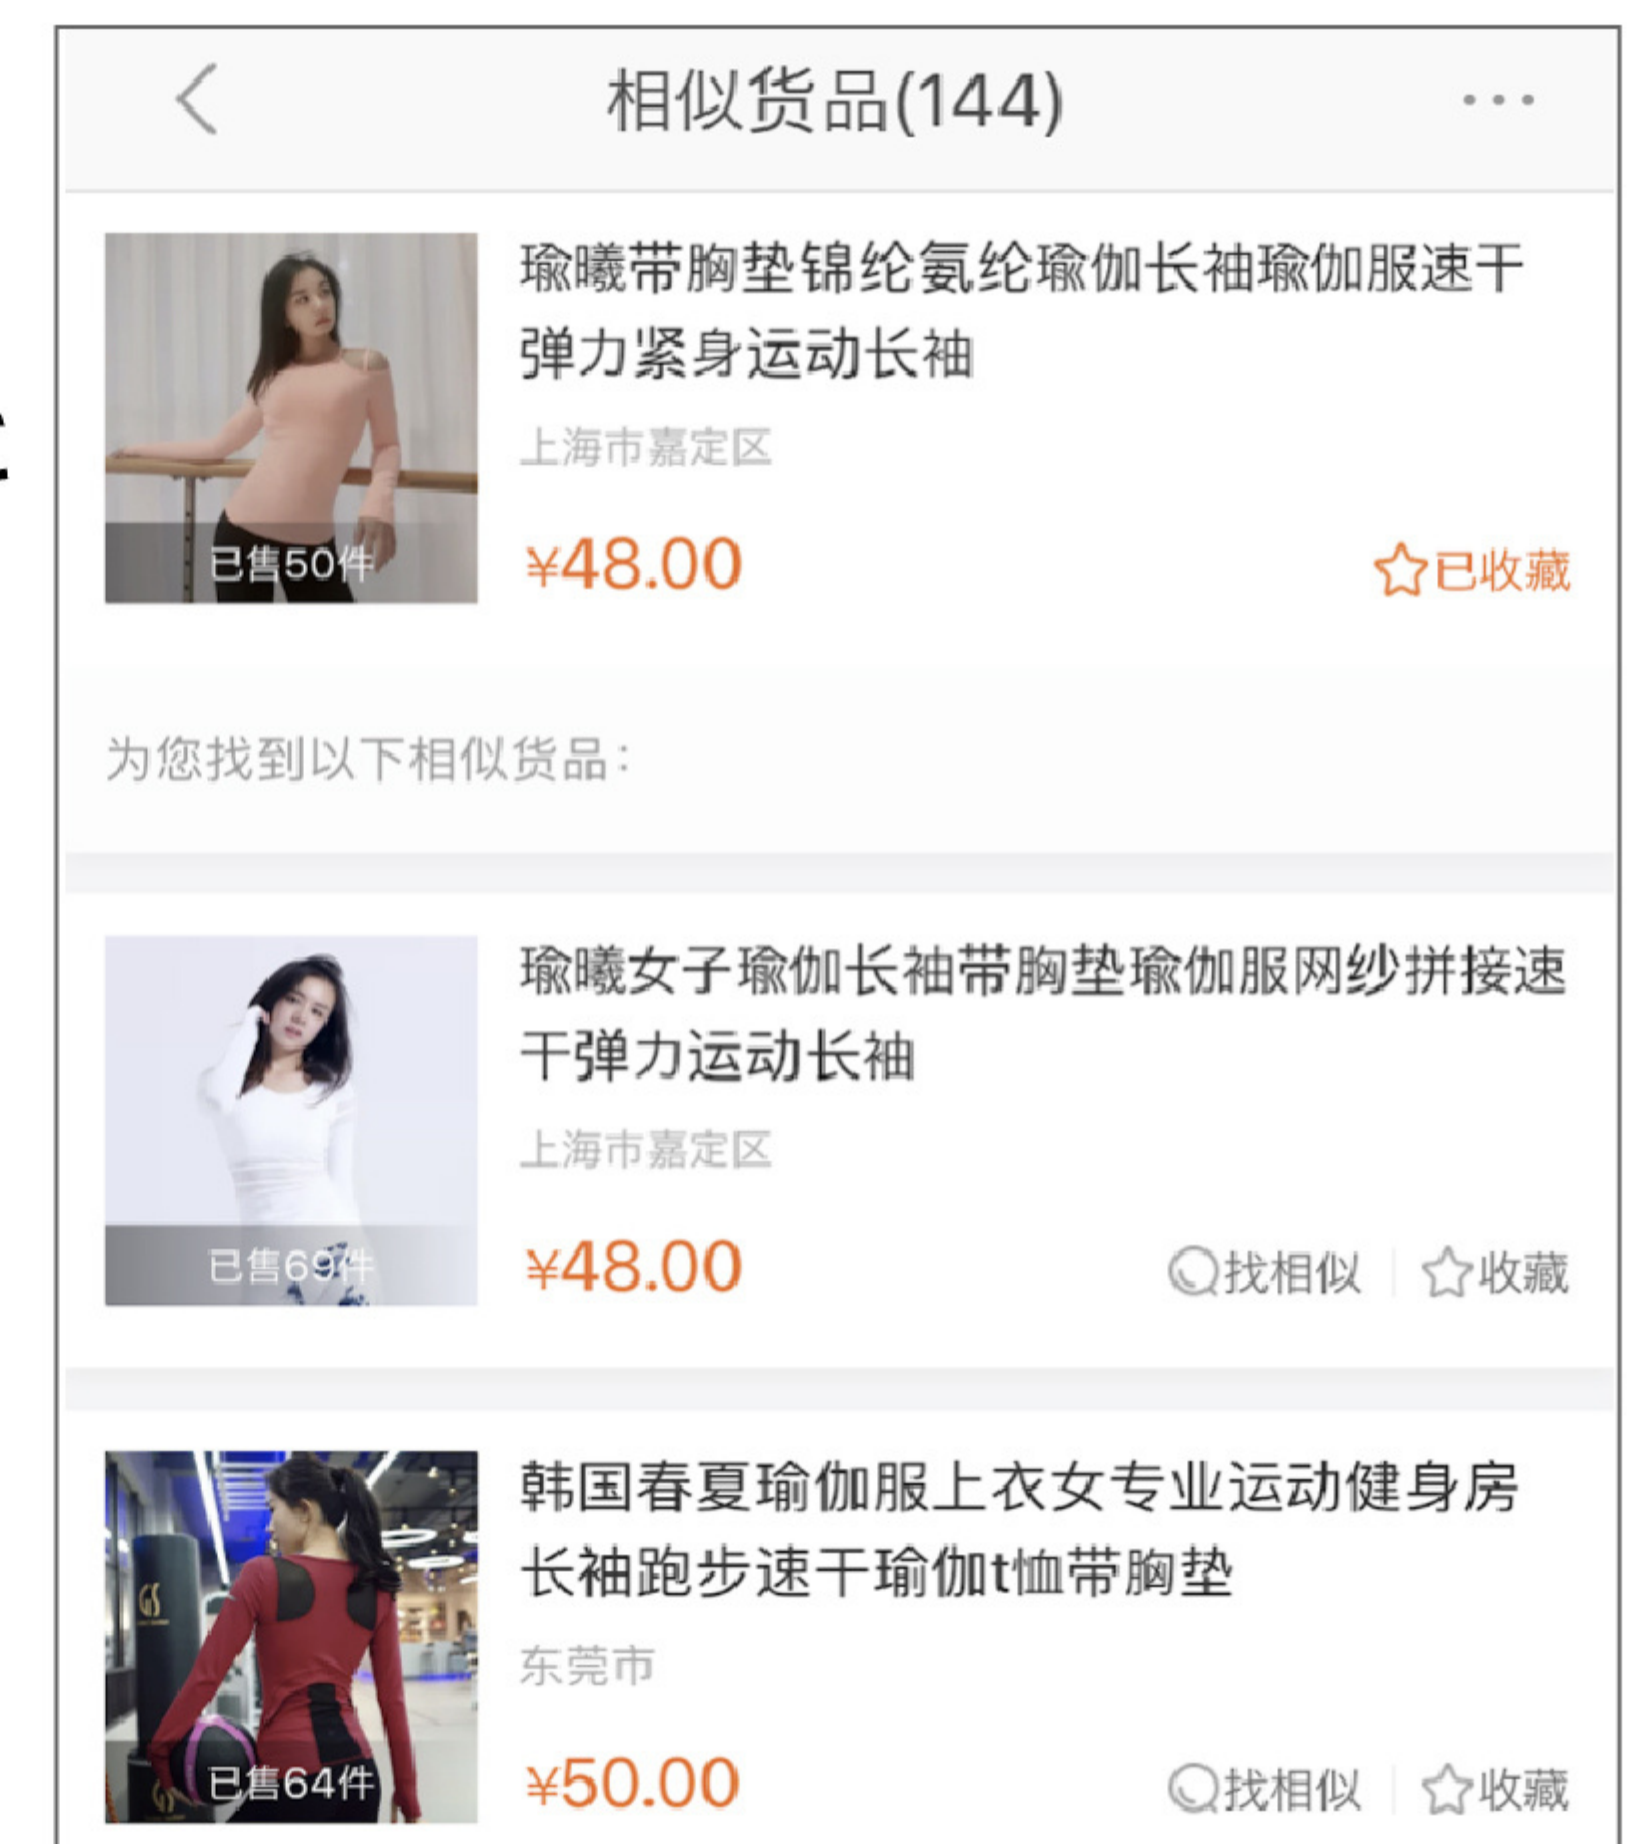 相似货品(144)
瑜曦带胸垫锦纶氨纶瑜伽长袖瑜伽服速干
弹力紧身运动长袖
上海市嘉定区
已售50件
¥48.00
已收藏
为您找到以下相似货品：
瑜曦女子瑜伽长袖带胸垫瑜伽服网纱拼接速
干弹力运动长袖
上海市嘉定区
已售69件
¥48.00
找相似
收藏
韩国春夏瑜伽服上衣女专业运动健身房
长袖跑步速干瑜伽t恤带胸垫
东莞市
GS
已售64件
¥50.00
找相似
收藏